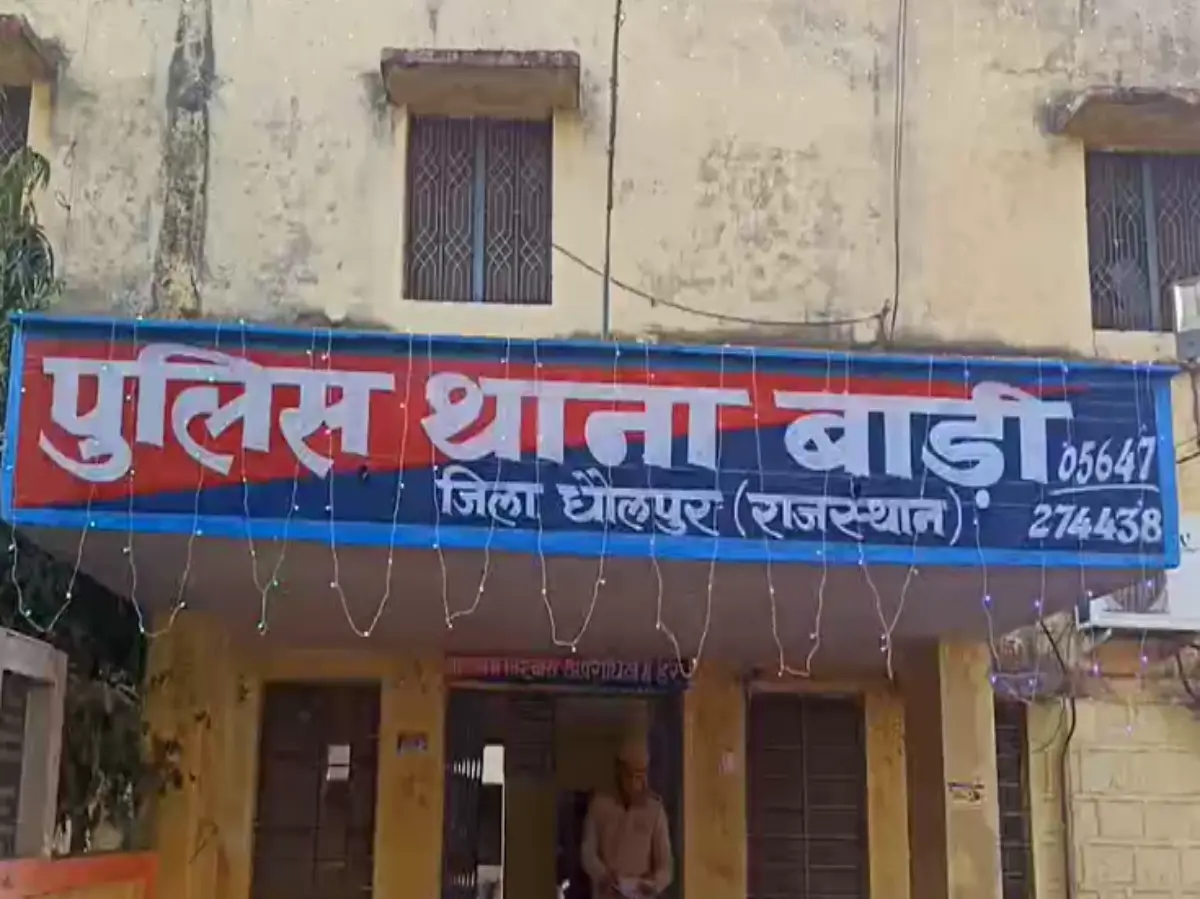 पुलिस थाना बाड़ी
05647
जिला धौलपुर (राजस्थान)
274438